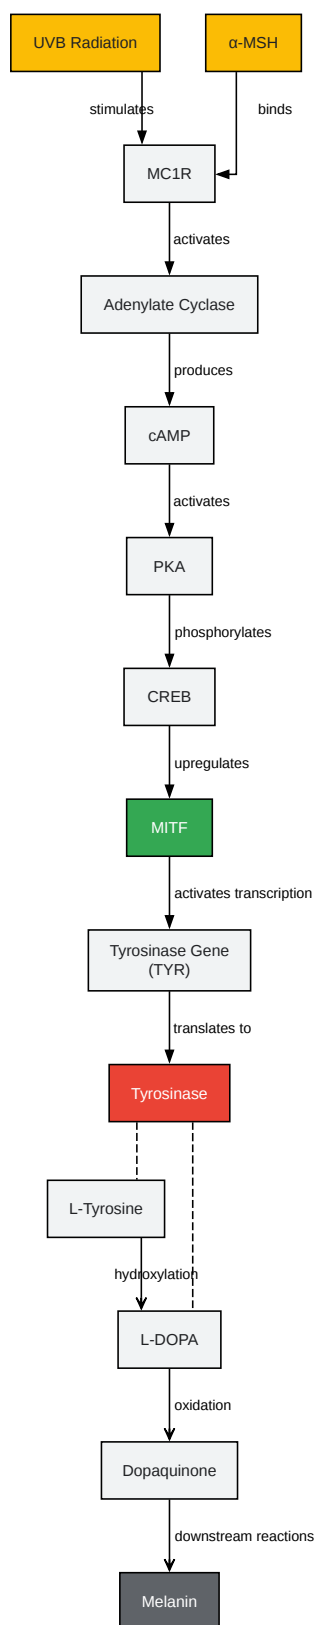 UVB Radiation
α-MSH
stimulates
binds
MC1R
activates
Adenylate Cyclase
produces
cAMP
activates
PKA
phosphorylates
CREB
upregulates
MITF
activates transcription
Tyrosinase Gene
(TYR)
translates to
Tyrosinase
L-Tyrosine
hydroxylation
L-DOPA
oxidation
Dopaquinone
downstream reactions
Melanin